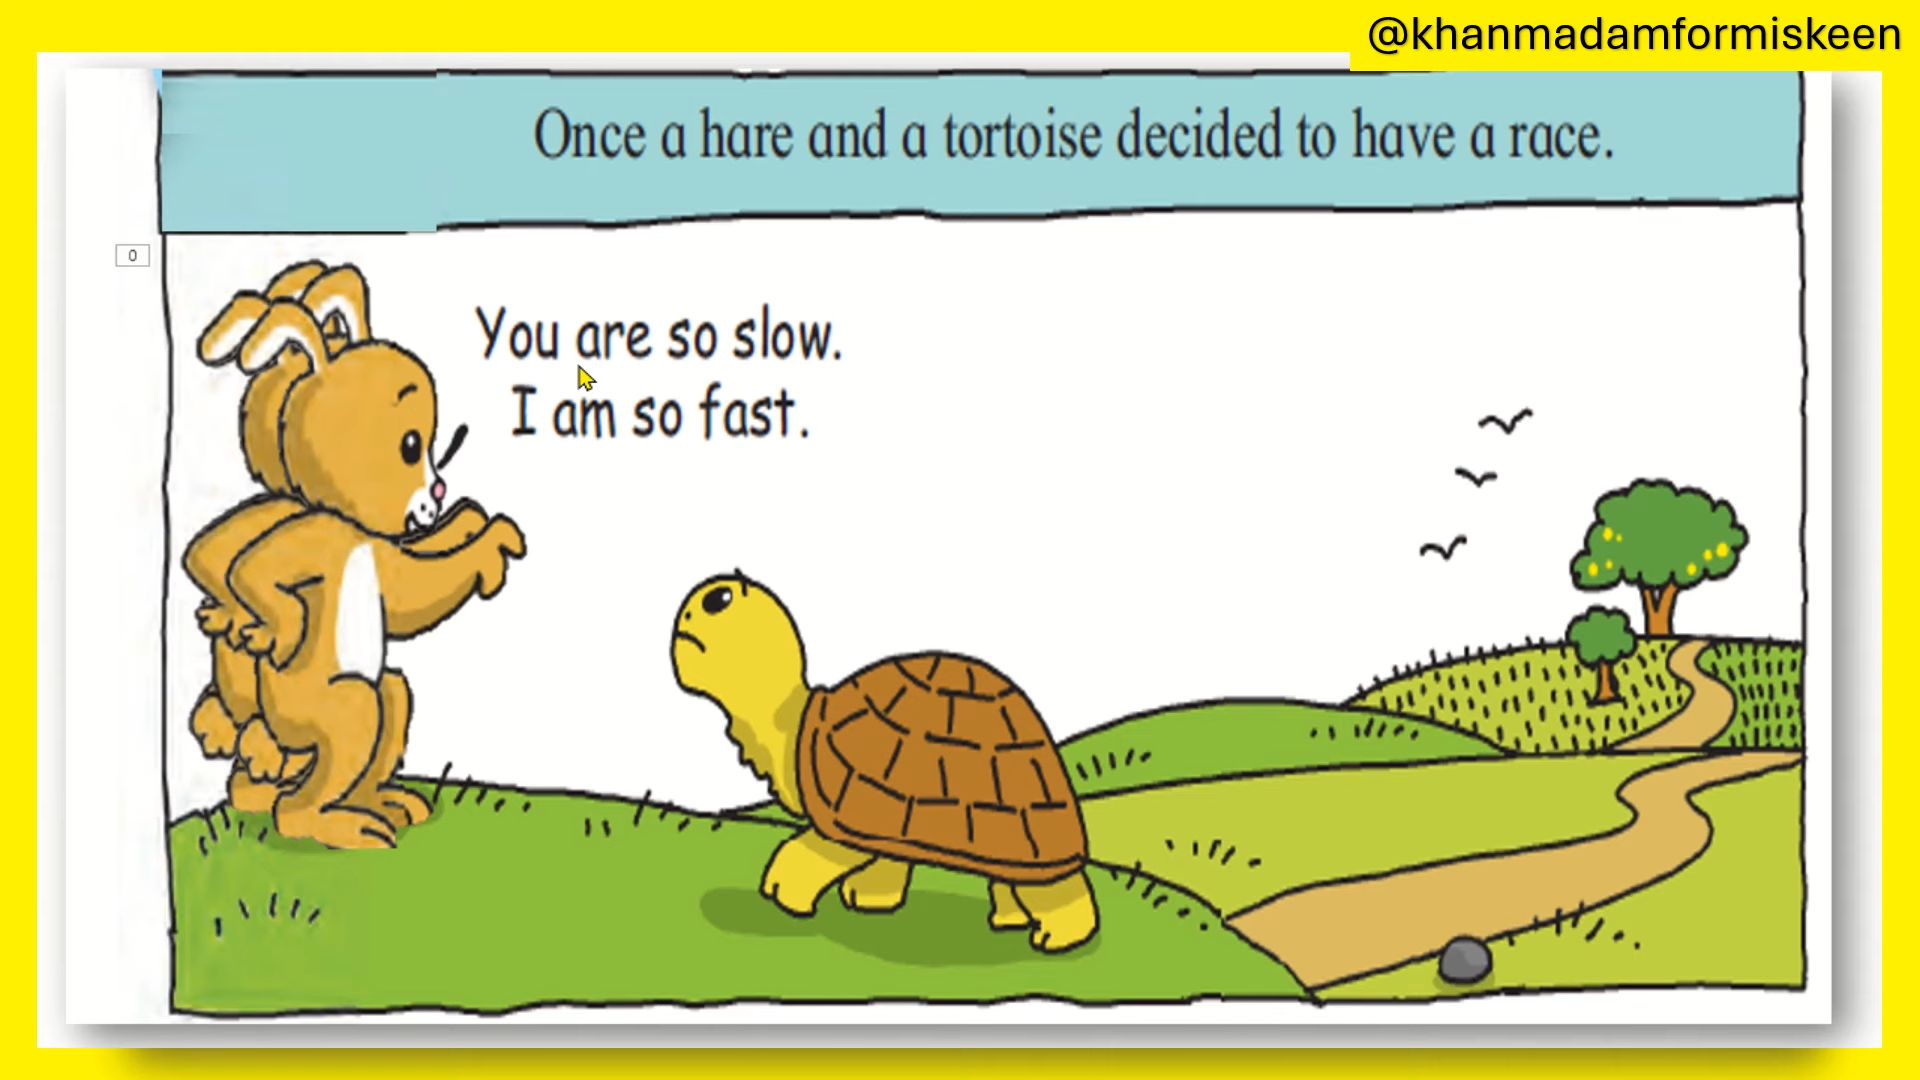 @khanmadamformiskeen
Once a hare and a tortoise decided to have a race.
0
You are so slow.
I am so fast.